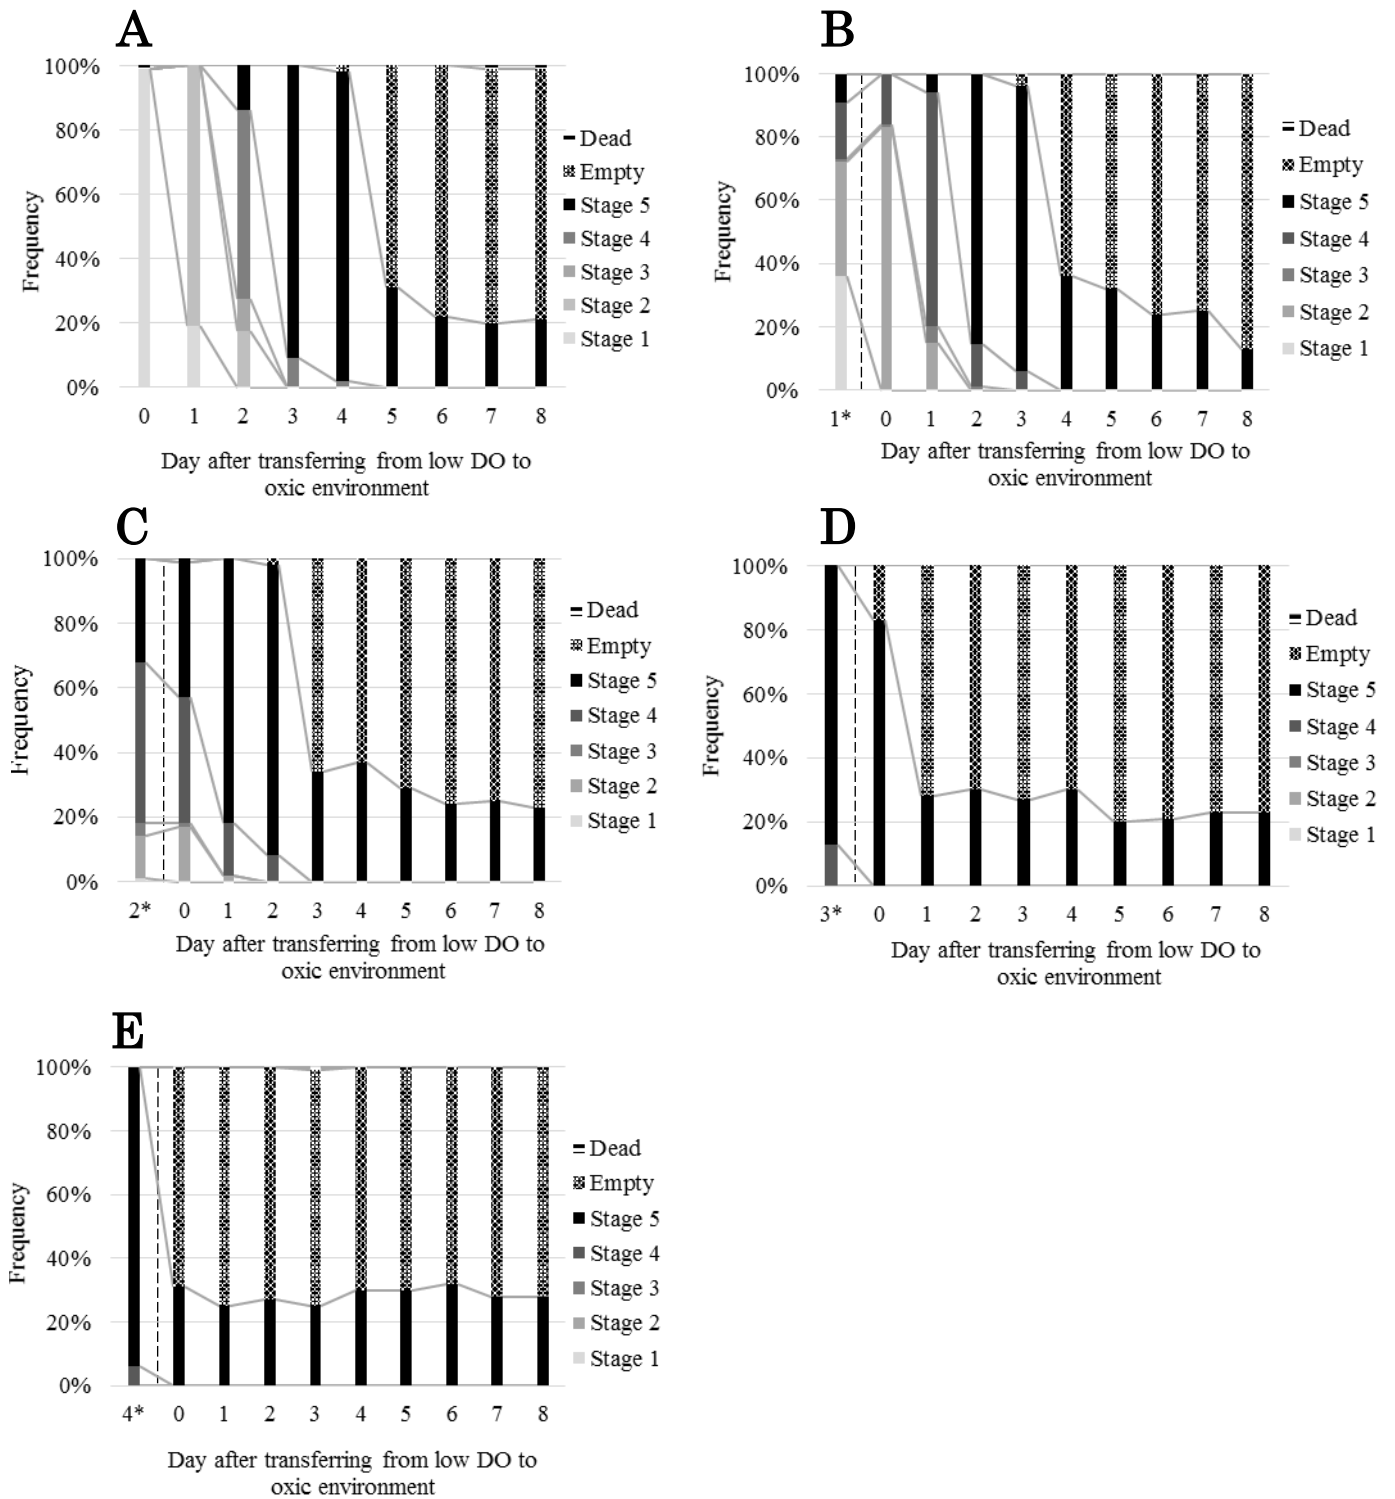 A
100%
80%
60%
40%
20%
0%
Frequency
0 1 2 3 4 5 6 7 8
Day after transferring from low DO to
oxic environment
Dead
Empty
Stage 5
Stage 4
Stage 3
Stage 2
Stage 1
B
100%
80%
60%
40%
20%
0%
Frequency
1* 0 1 2 3 4 5 6 7 8
Day after transferring from low DO to
oxic environment
Dead
Empty
Stage 5
Stage 4
Stage 3
Stage 2
Stage 1
C
100%
80%
60%
40%
20%
0%
Frequency
2* 0 1 2 3 4 5 6 7 8
Day after transferring from low DO to
oxic environment
Dead
Empty
Stage 5
Stage 4
Stage 3
Stage 2
Stage 1
D
100%
80%
60%
40%
20%
0%
Frequency
3* 0 1 2 3 4 5 6 7 8
Day after transferring from low DO to
oxic environment
Dead
Empty
Stage 5
Stage 4
Stage 3
Stage 2
Stage 1
E
100%
80%
60%
40%
20%
0%
Frequency
4* 0 1 2 3 4 5 6 7 8
Day after transferring from low DO to
oxic environment
Dead
Empty
Stage 5
Stage 4
Stage 3
Stage 2
Stage 1